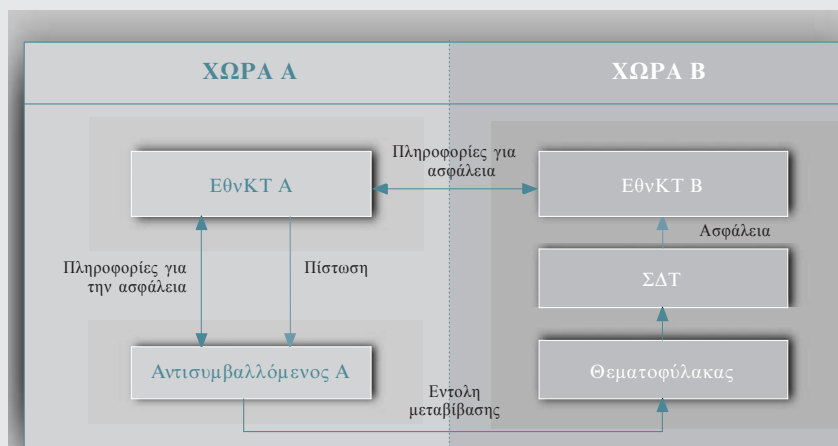 ΧΩΡΑ Α
ΧΩΡΑ Β
Πληροφορίες για
ασφάλεια
ΕθνΚΤ Α
ΕθνΚΤ Β
Ασφάλεια
Πληροφορίες για
την ασφάλεια
Πίστωση
ΣΔΤ
Αντισυμβαλλόμενος Α
Θεματοφύλακας
Εντολη
μεταβίβασης